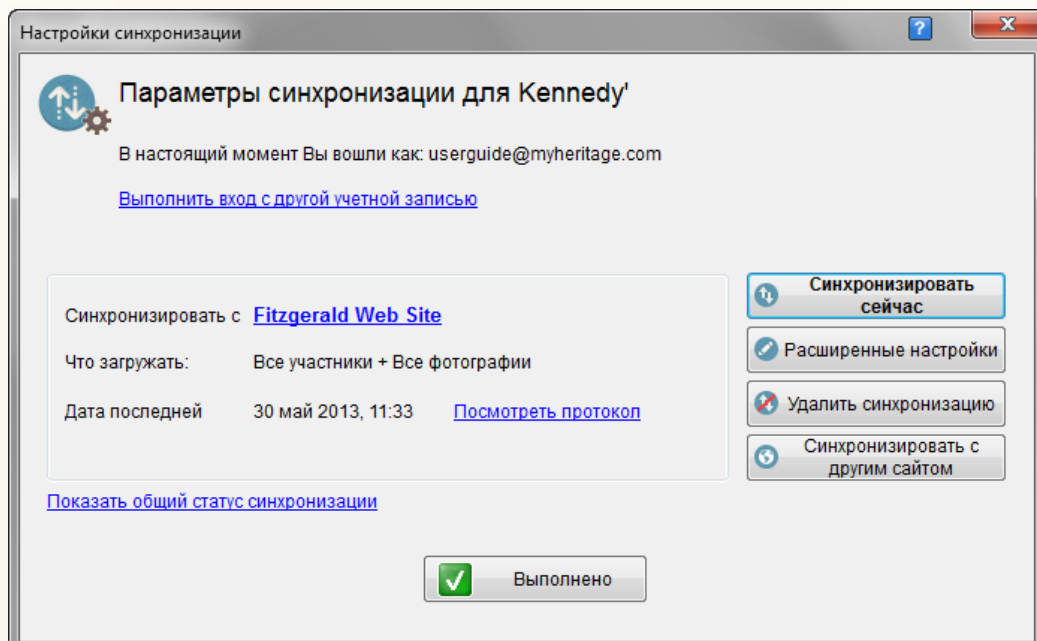 Настройки синхронизации
Параметры синхронизации для Kennedy'
В настоящий момент Вы вошли как: userguide@myheritage.com
Выполнить вход с другой учетной записью
Синхронизировать с Fitzgerald Web Site
Что загружать: Все участники + Все фотографии
Дата последней 30 май 2013, 11:33 Посмотреть протокол
Синхронизировать
сейчас
Расширенные настройки
Удалить синхронизацию
Синхронизировать с
другим сайтом
Показать общий статус синхронизации
Выполнено